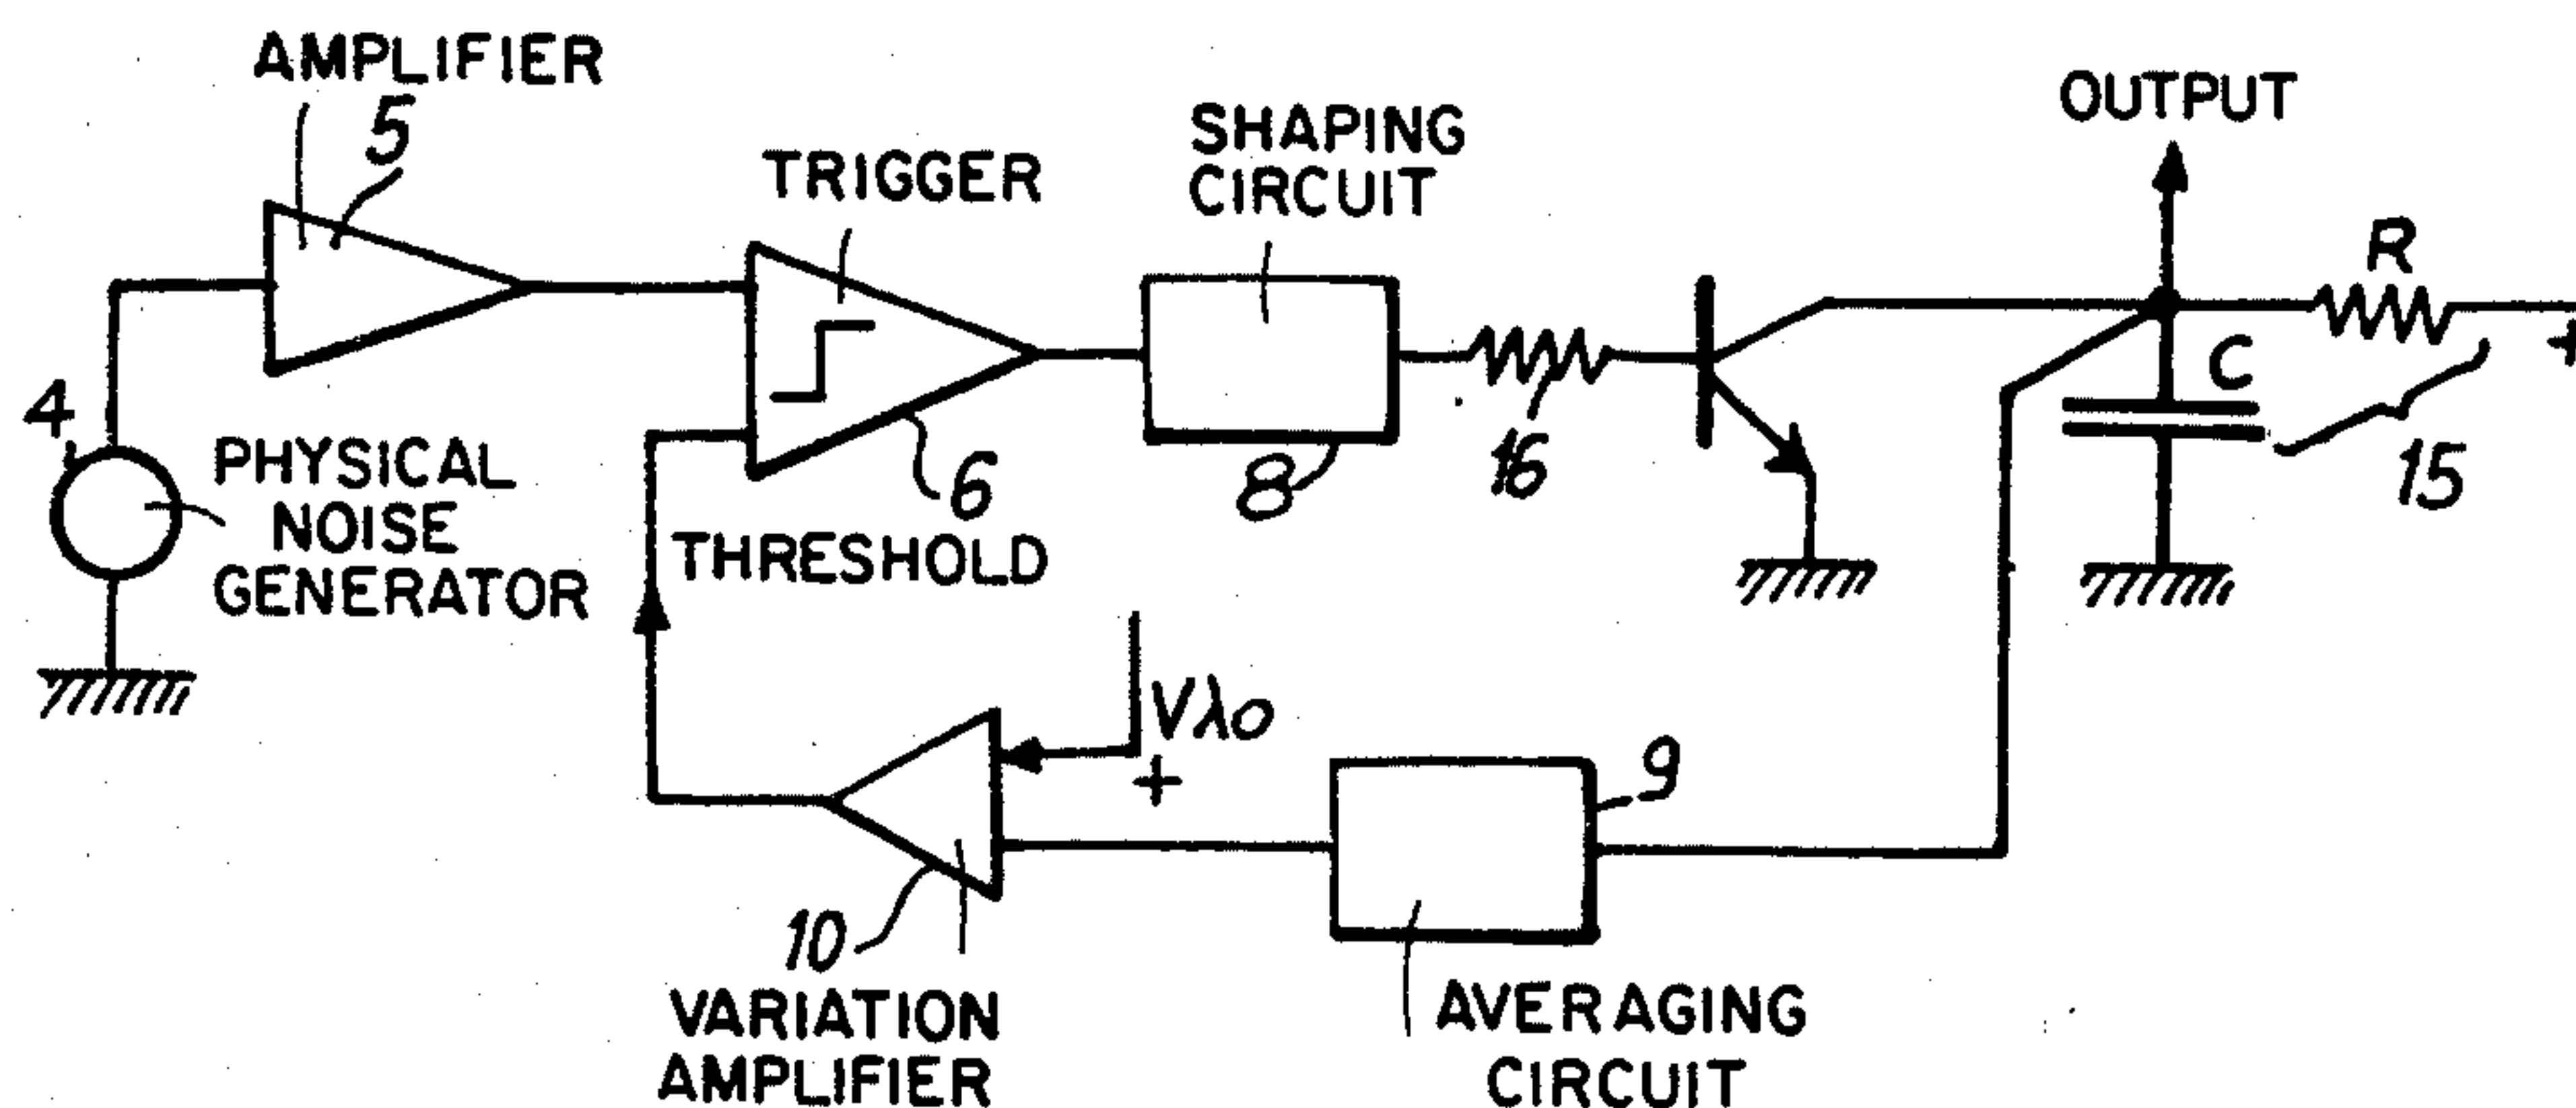 AMPLIFIER
5
TRIGGER
SHAPING
CIRCUIT
OUTPUT
R
+
C
4
PHYSICAL
NOISE
GENERATOR
6
8
16
15
THRESHOLD
Vλo
+
9
10
VARIATION
AMPLIFIER
AVERAGING
CIRCUIT